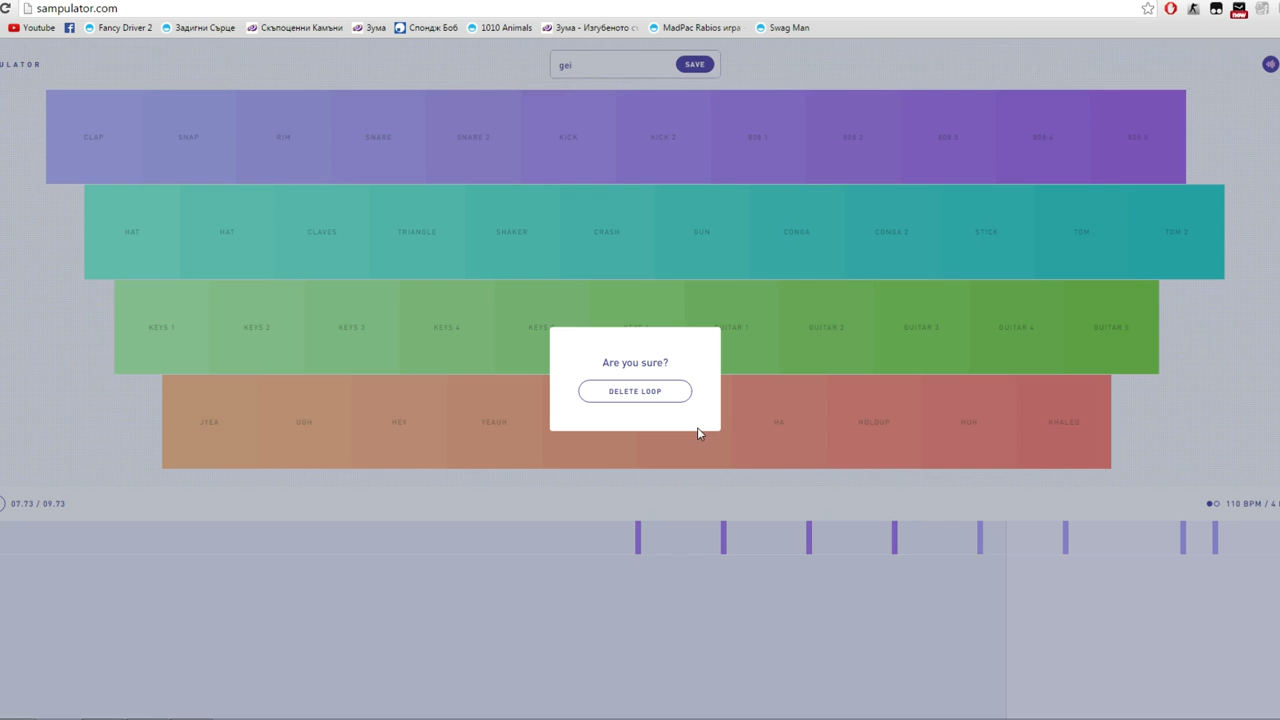 sampulator.com
Youtube Fancy Driver 2 Задигни Сърце Скъпоценни Камъни Зума Спондж Боб 1010 Animals Зума - Изгубеното съ MadPac Rabios игра Swag Man
ULATOR
gei SAVE
CLAP SNAP RIM SNARE SNARE 2 KICK KICK 2 808 1 808 2 808 3 808 4 808 5
HAT HAT CLAVES TRIANGLE SHAKER CRASH GUN CONGA CONGA 2 STICK TOM TOM 2
KEYS 1 KEYS 2 KEYS 3 KEYS 4 KEYS GUITAR 1 GUITAR 2 GUITAR 3 GUITAR 4 GUITAR 5
Are you sure?
DELETE LOOP
JYEA UGH HEY YEAUH HA HOLDUP HUH KHALED
07.73 / 09.73 110 BPM / 4
new